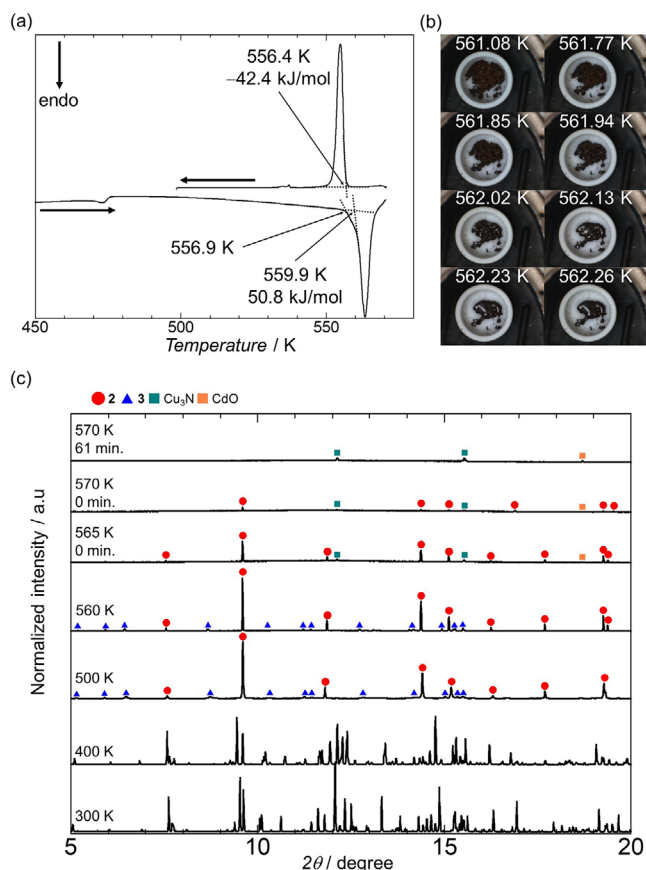 (a)
endo
556.4 K
−42.4 kJ/mol
556.9 K
559.9 K
50.8 kJ/mol
450
500
550
Temperature / K
(b)
561.08 K
561.77 K
561.85 K
561.94 K
562.02 K
562.13 K
562.23 K
562.26 K
(c)
2 3 Cu₃N CdO
570 K
61 min.
570 K
0 min.
565 K
0 min.
560 K
500 K
400 K
300 K
Normalized intensity / a.u
5
10
15
20
2θ / degree